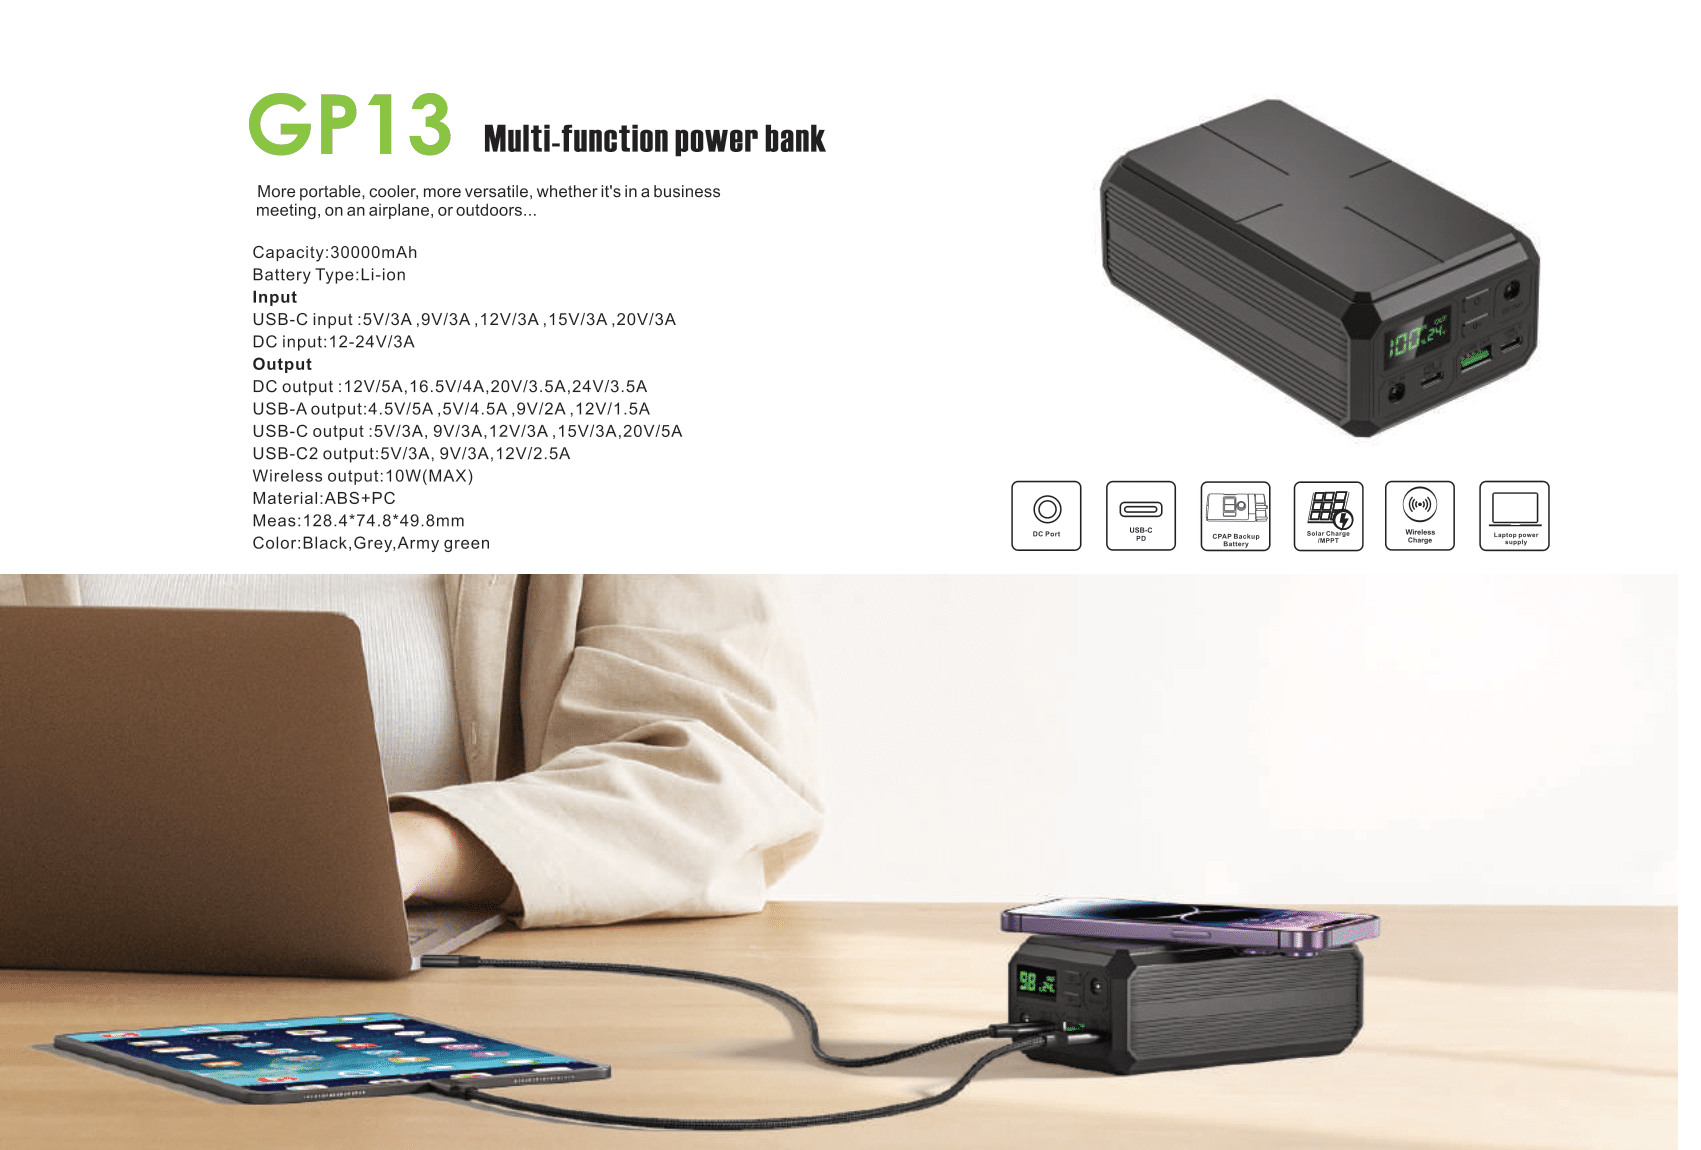 GP13 Multi-function power bank
More portable, cooler, more versatile, whether it's in a business
meeting, on an airplane, or outdoors...
Capacity:30000mAh
Battery Type:Li-ion
Input
USB-C input :5V/3A ,9V/3A ,12V/3A ,15V/3A ,20V/3A
DC input:12-24V/3A
Output
DC output :12V/5A,16.5V/4A,20V/3.5A,24V/3.5A
USB-A output:4.5V/5A ,5V/4.5A ,9V/2A ,12V/1.5A
USB-C output :5V/3A, 9V/3A,12V/3A ,15V/3A,20V/5A
USB-C2 output:5V/3A, 9V/3A,12V/2.5A
Wireless output:10W(MAX)
Material:ABS+PC
Meas:128.4*74.8*49.8mm
Color:Black,Grey,Army green
100 24
DC Port
USB-C
PD
CPAP Backup
Battery
Solar Charge
/MPPT
Wireless
Charge
Laptop power
supply
98 24